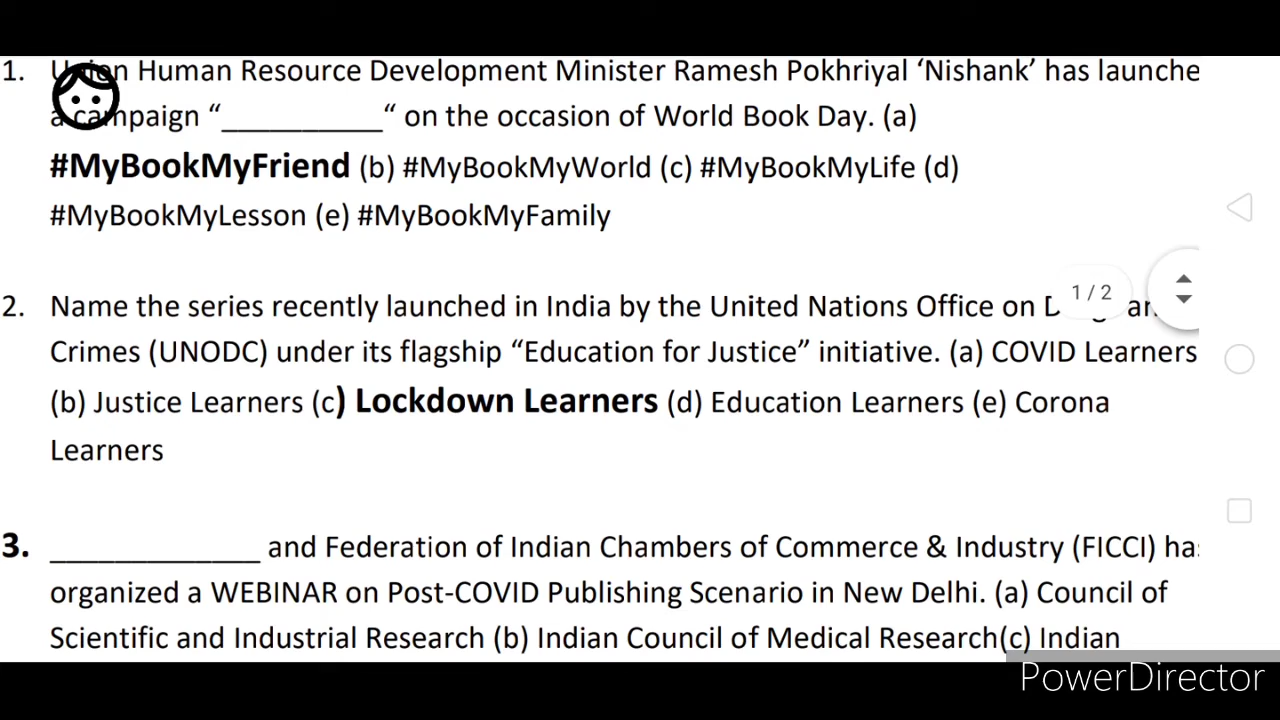 1. Union Human Resource Development Minister Ramesh Pokhriyal ‘Nishank’ has launche
a campaign “__________“ on the occasion of World Book Day. (a)
#MyBookMyFriend (b) #MyBookMyWorld (c) #MyBookMyLife (d)
#MyBookMyLesson (e) #MyBookMyFamily
2. Name the series recently launched in India by the United Nations Office on
1 / 2
Crimes (UNODC) under its flagship “Education for Justice” initiative. (a) COVID Learners
(b) Justice Learners (c) Lockdown Learners (d) Education Learners (e) Corona
Learners
3. _____________ and Federation of Indian Chambers of Commerce & Industry (FICCI) ha
organized a WEBINAR on Post-COVID Publishing Scenario in New Delhi. (a) Council of
Scientific and Industrial Research (b) Indian Council of Medical Research(c) Indian
PowerDirector